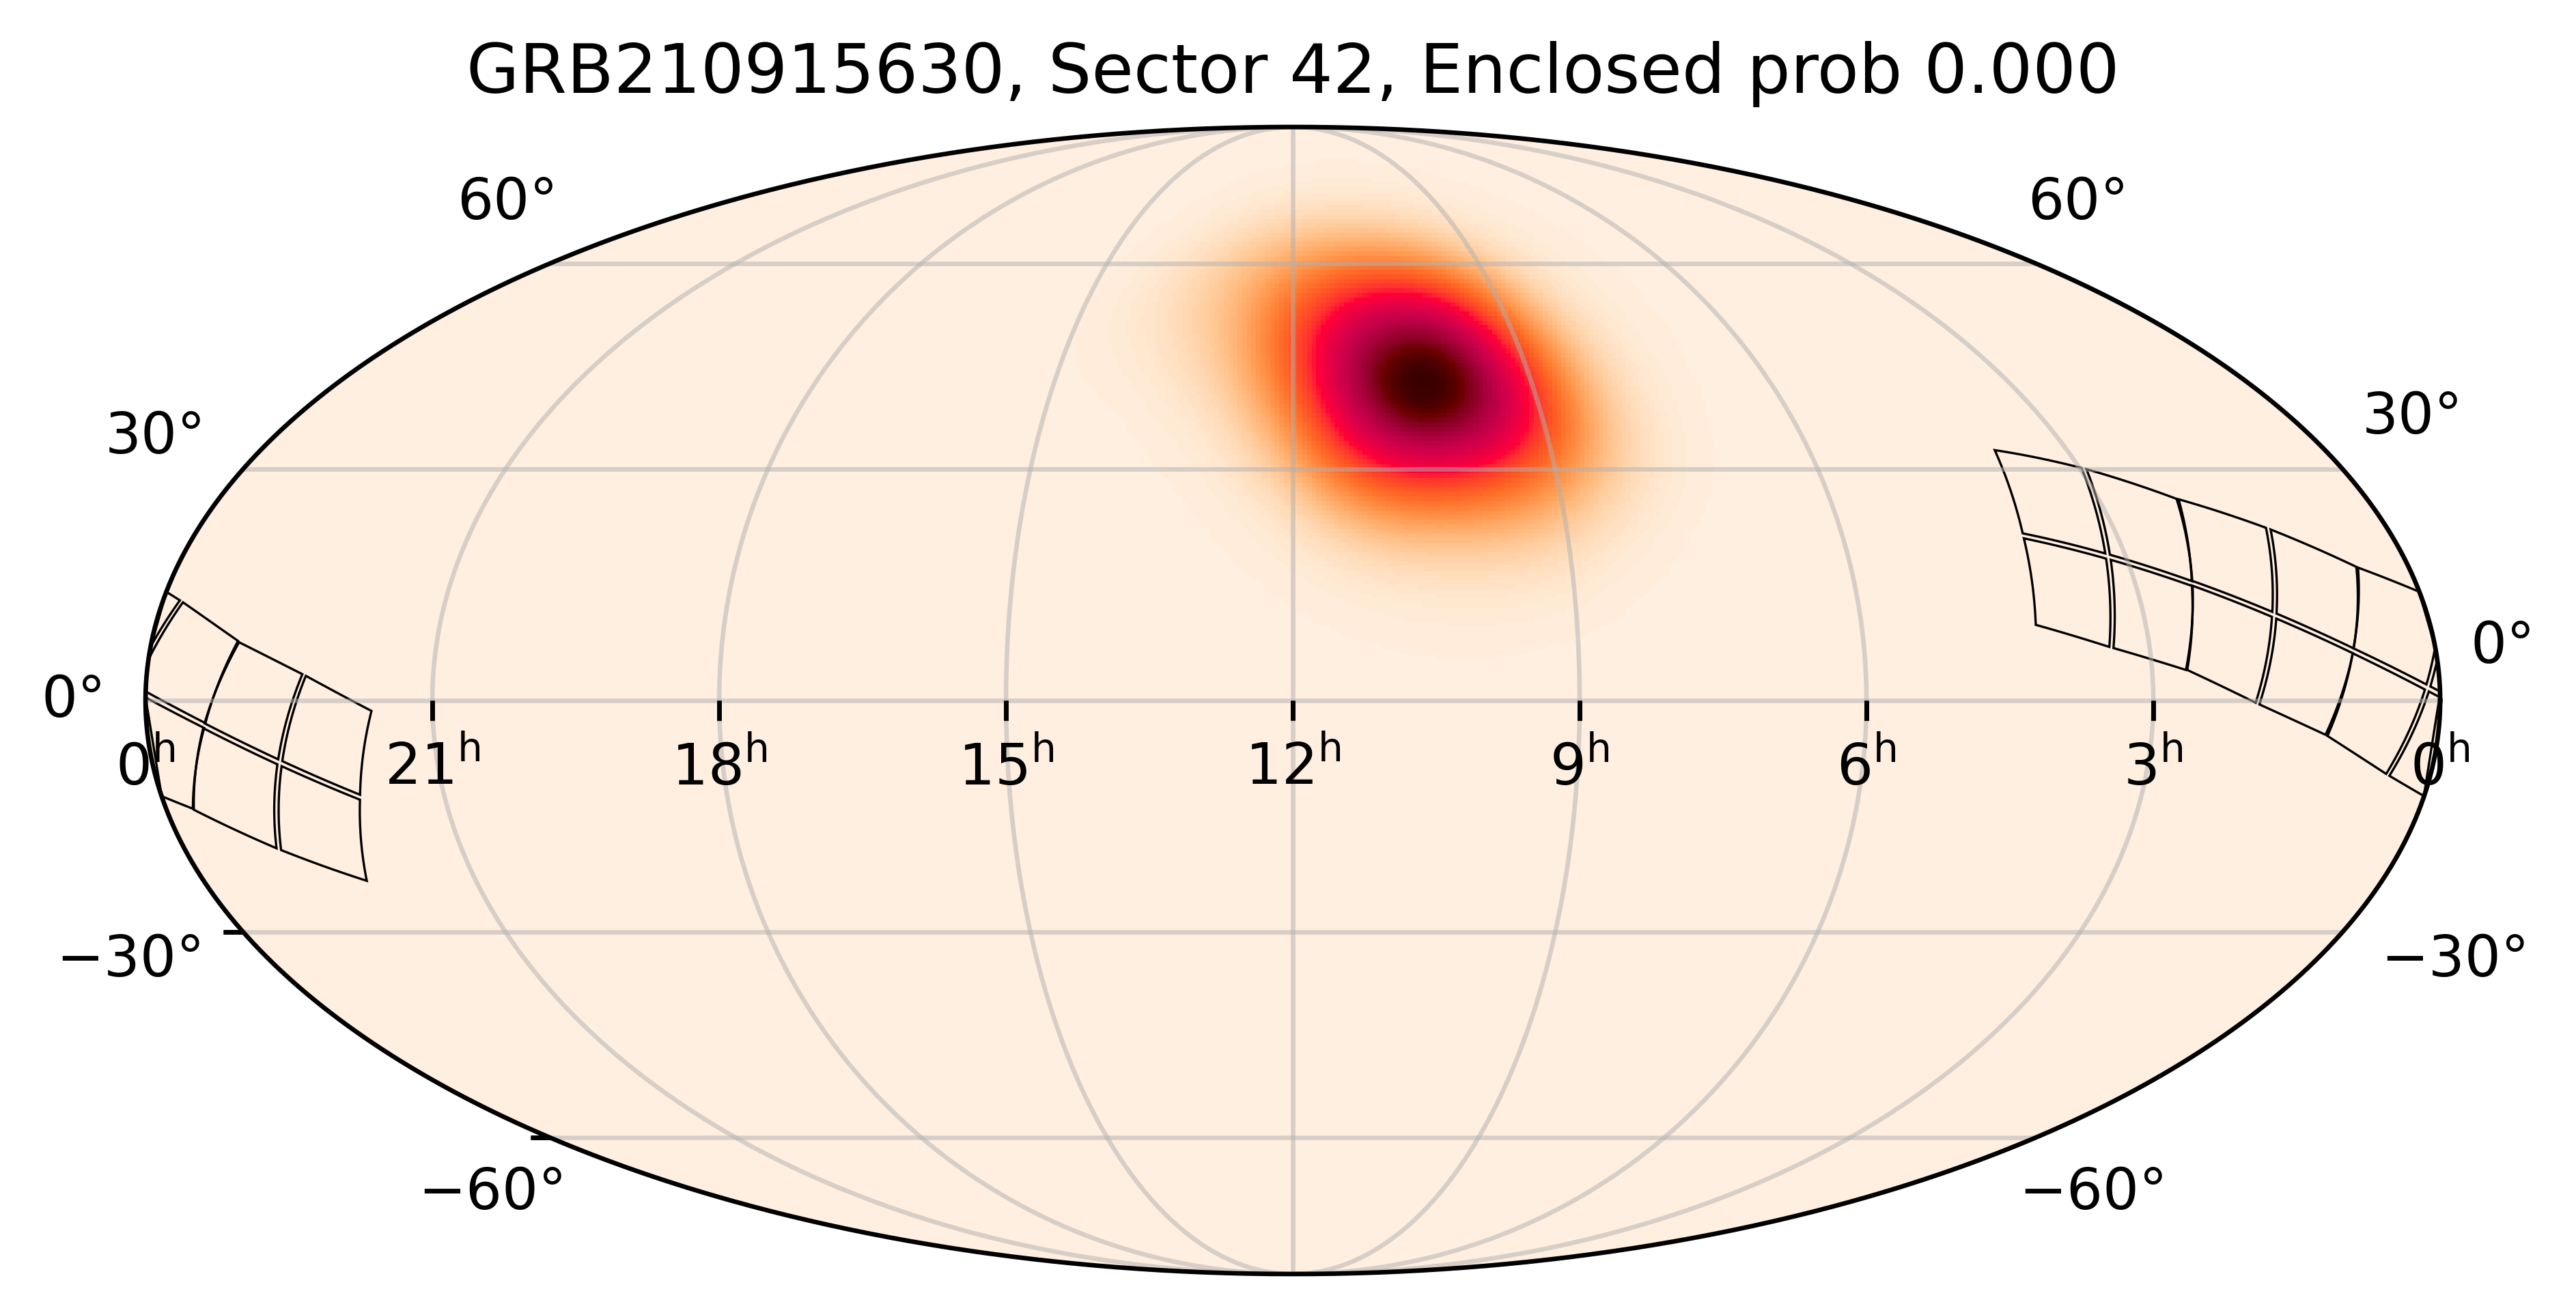 GRB210915630, Sector 42, Enclosed prob 0.000
60° 60°
30° 30°
0° 0°
0h 21h 18h 15h 12h 9h 6h 3h 0h
−30° −30°
−60° −60°